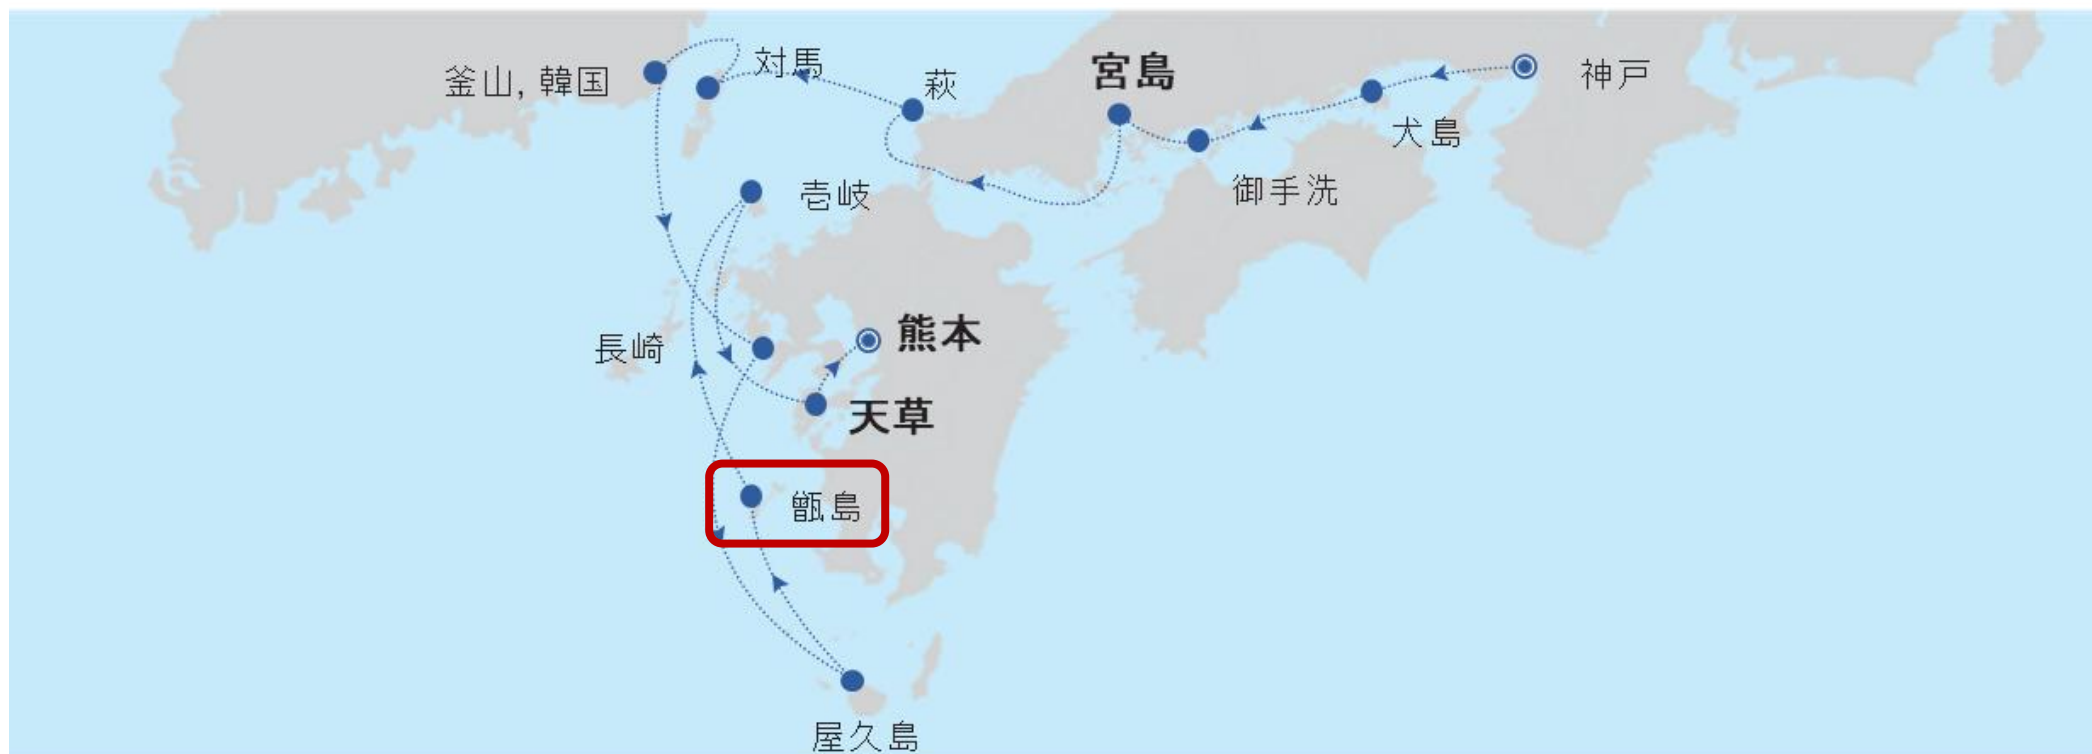 対馬
釜山, 韓国
萩
宮島
神戸
犬島
御手洗
壱岐
長崎
熊本
天草
甑島
屋久島